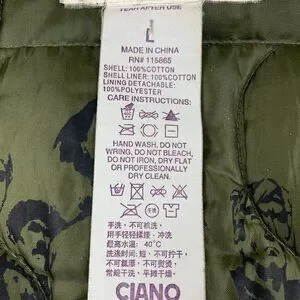 YEAR AFTER USE
L
MADE IN CHINA
RN# 115865
SHELL: 100%COTTON
SHELL LINER: 100%COTTON
LINING DETACHABLE:
100%POLYESTER
CARE INSTRUCTIONS:
HAND WASH, DO NOT
WRING, DO NOT BLEACH,
DO NOT IRON, DRY FLAT
OR PROFESSIONALLY
DRY CLEAN.
手洗，不可机洗，
用手轻轻揉搓、冲洗
最高水温：40°C
洗涤时间：短，不可拧干，
不可漂白，不可熨烫，
常规干洗，平摊干燥，
CIANO